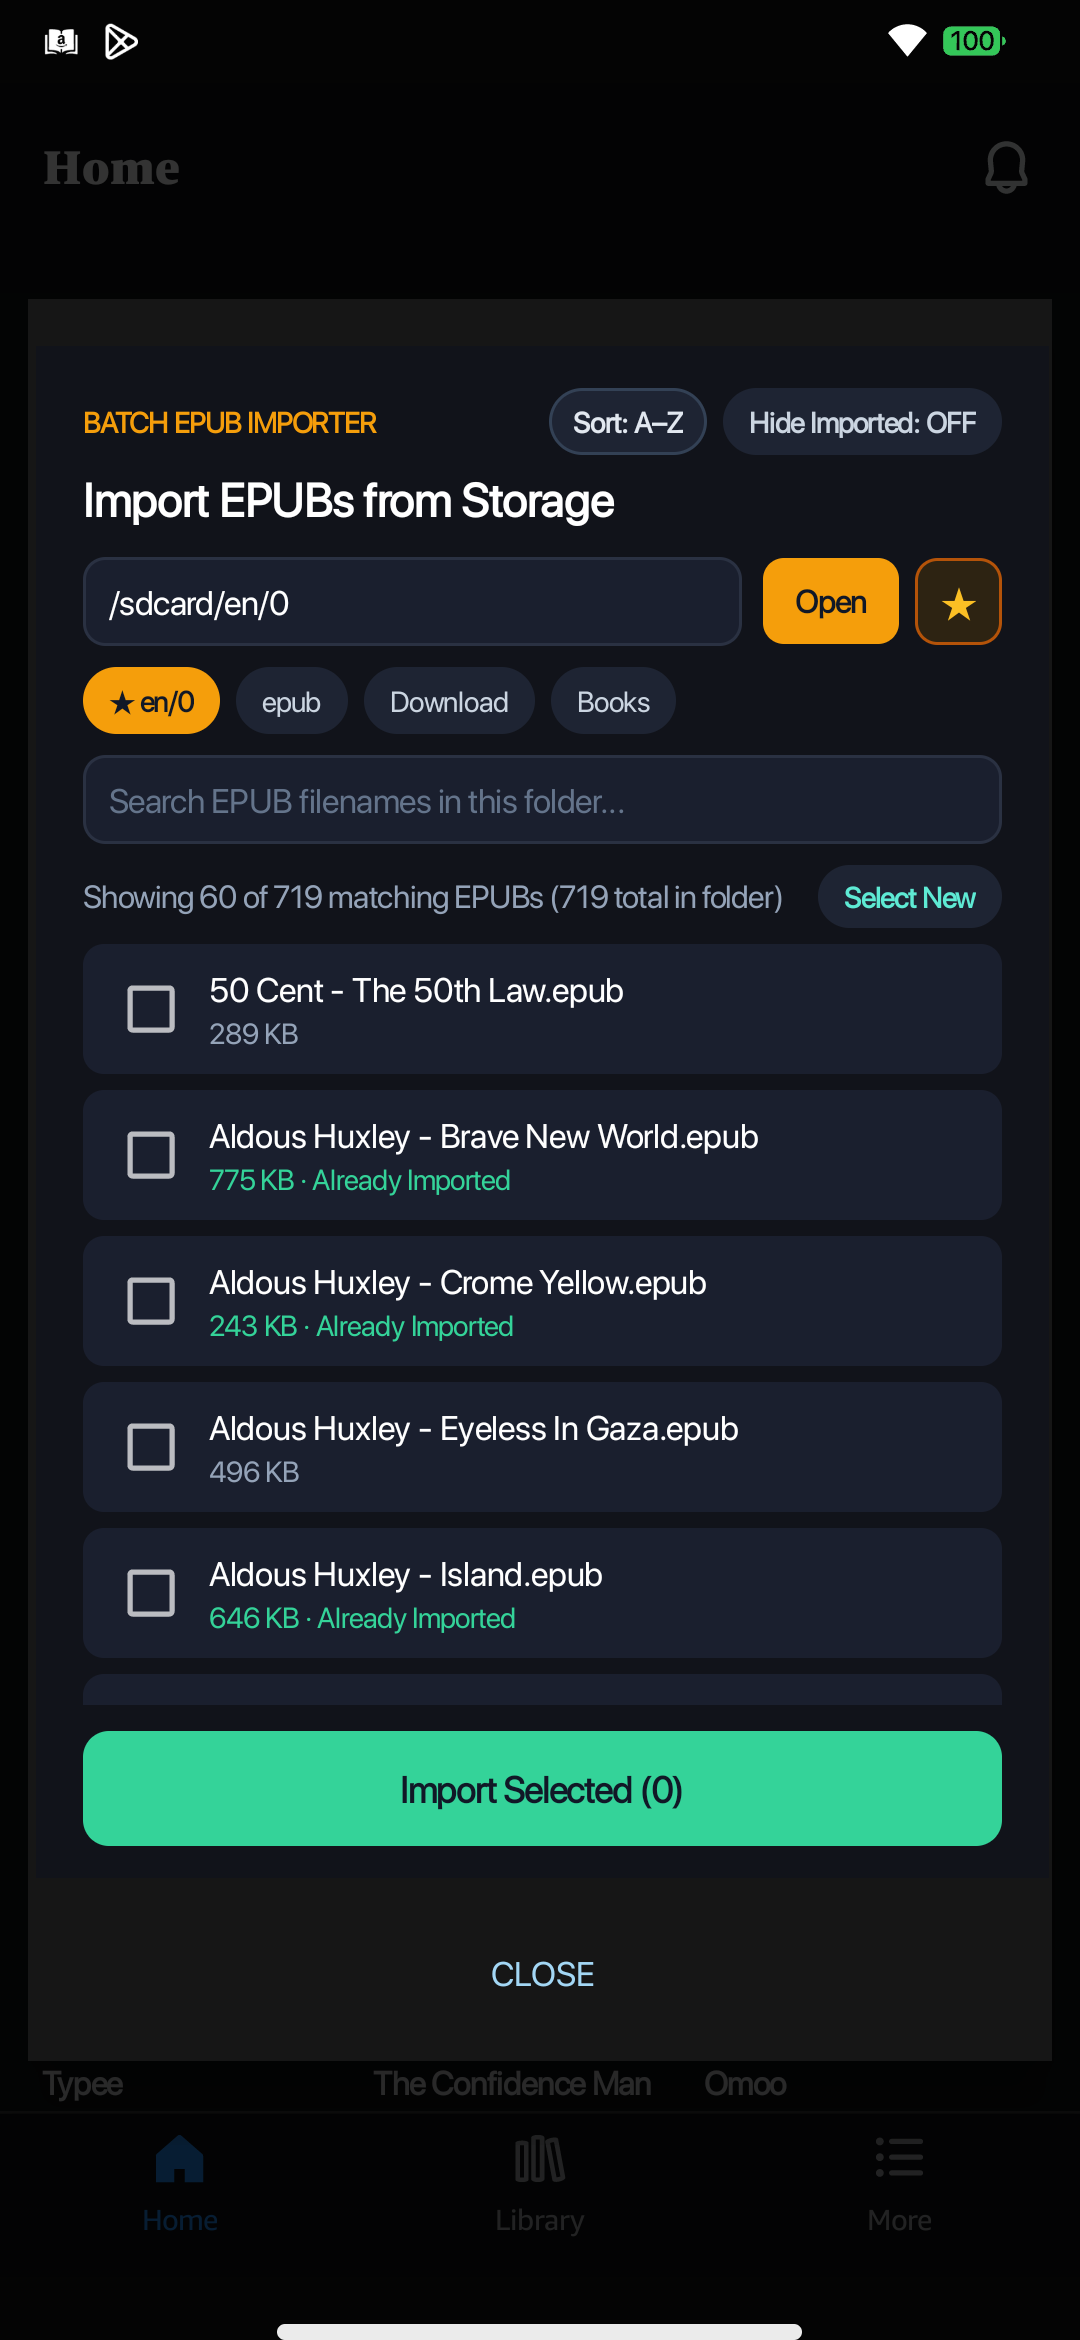 100
Home
BATCH EPUB IMPORTER
Sort: A–Z
Hide Imported: OFF
Import EPUBs from Storage
/sdcard/en/0
Open
★
★ en/0
epub
Download
Books
Search EPUB filenames in this folder...
Showing 60 of 719 matching EPUBs (719 total in folder)
Select New
50 Cent - The 50th Law.epub
289 KB
Aldous Huxley - Brave New World.epub
775 KB · Already Imported
Aldous Huxley - Crome Yellow.epub
243 KB · Already Imported
Aldous Huxley - Eyeless In Gaza.epub
496 KB
Aldous Huxley - Island.epub
646 KB · Already Imported
Import Selected (0)
CLOSE
Typee
The Confidence Man
Omoo
Home
Library
More